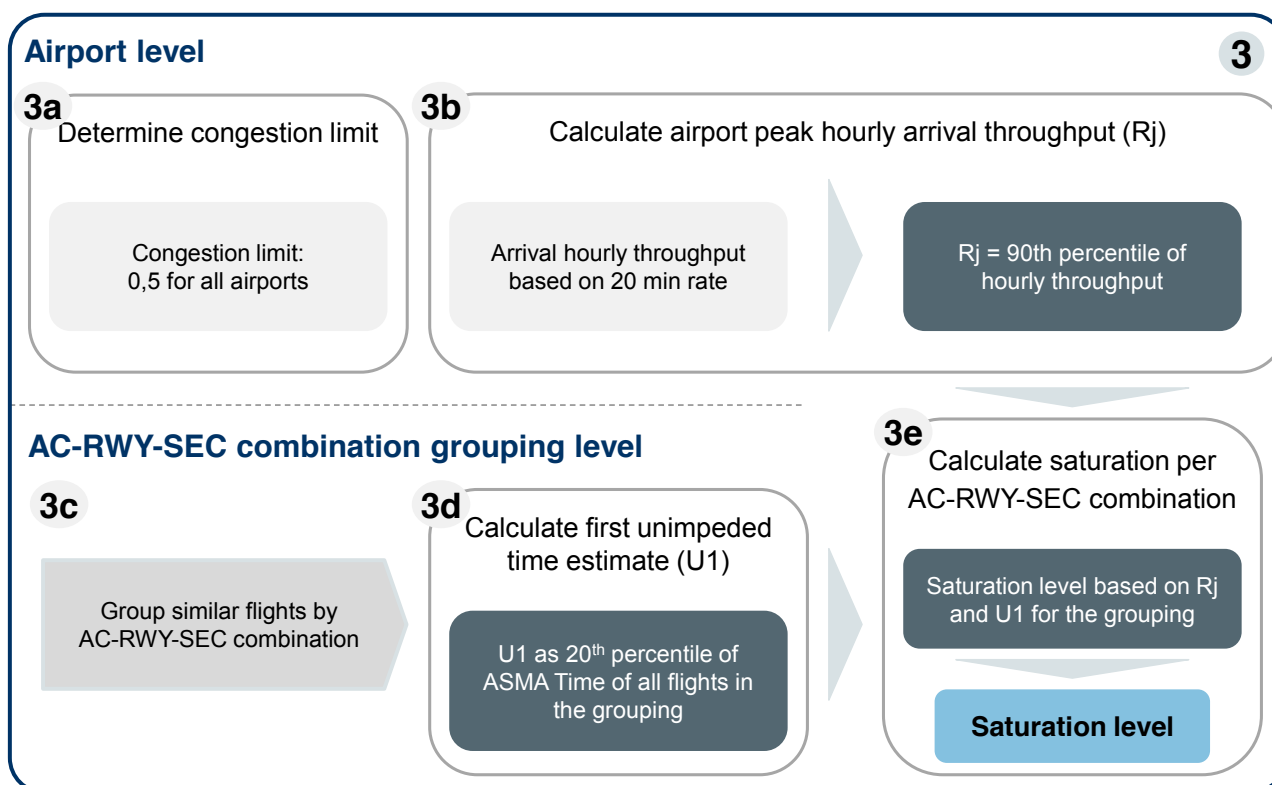 Airport level
3
3a
Determine congestion limit
Congestion limit:
0,5 for all airports
3b
Calculate airport peak hourly arrival throughput (Rj)
Arrival hourly throughput
based on 20 min rate
Rj = 90th percentile of
hourly throughput
AC-RWY-SEC combination grouping level
3c
Group similar flights by
AC-RWY-SEC combination
3d
Calculate first unimpeded
time estimate (U1)
U1 as 20th percentile of
ASMA Time of all flights in
the grouping
3e
Calculate saturation per
AC-RWY-SEC combination
Saturation level based on Rj
and U1 for the grouping
Saturation level